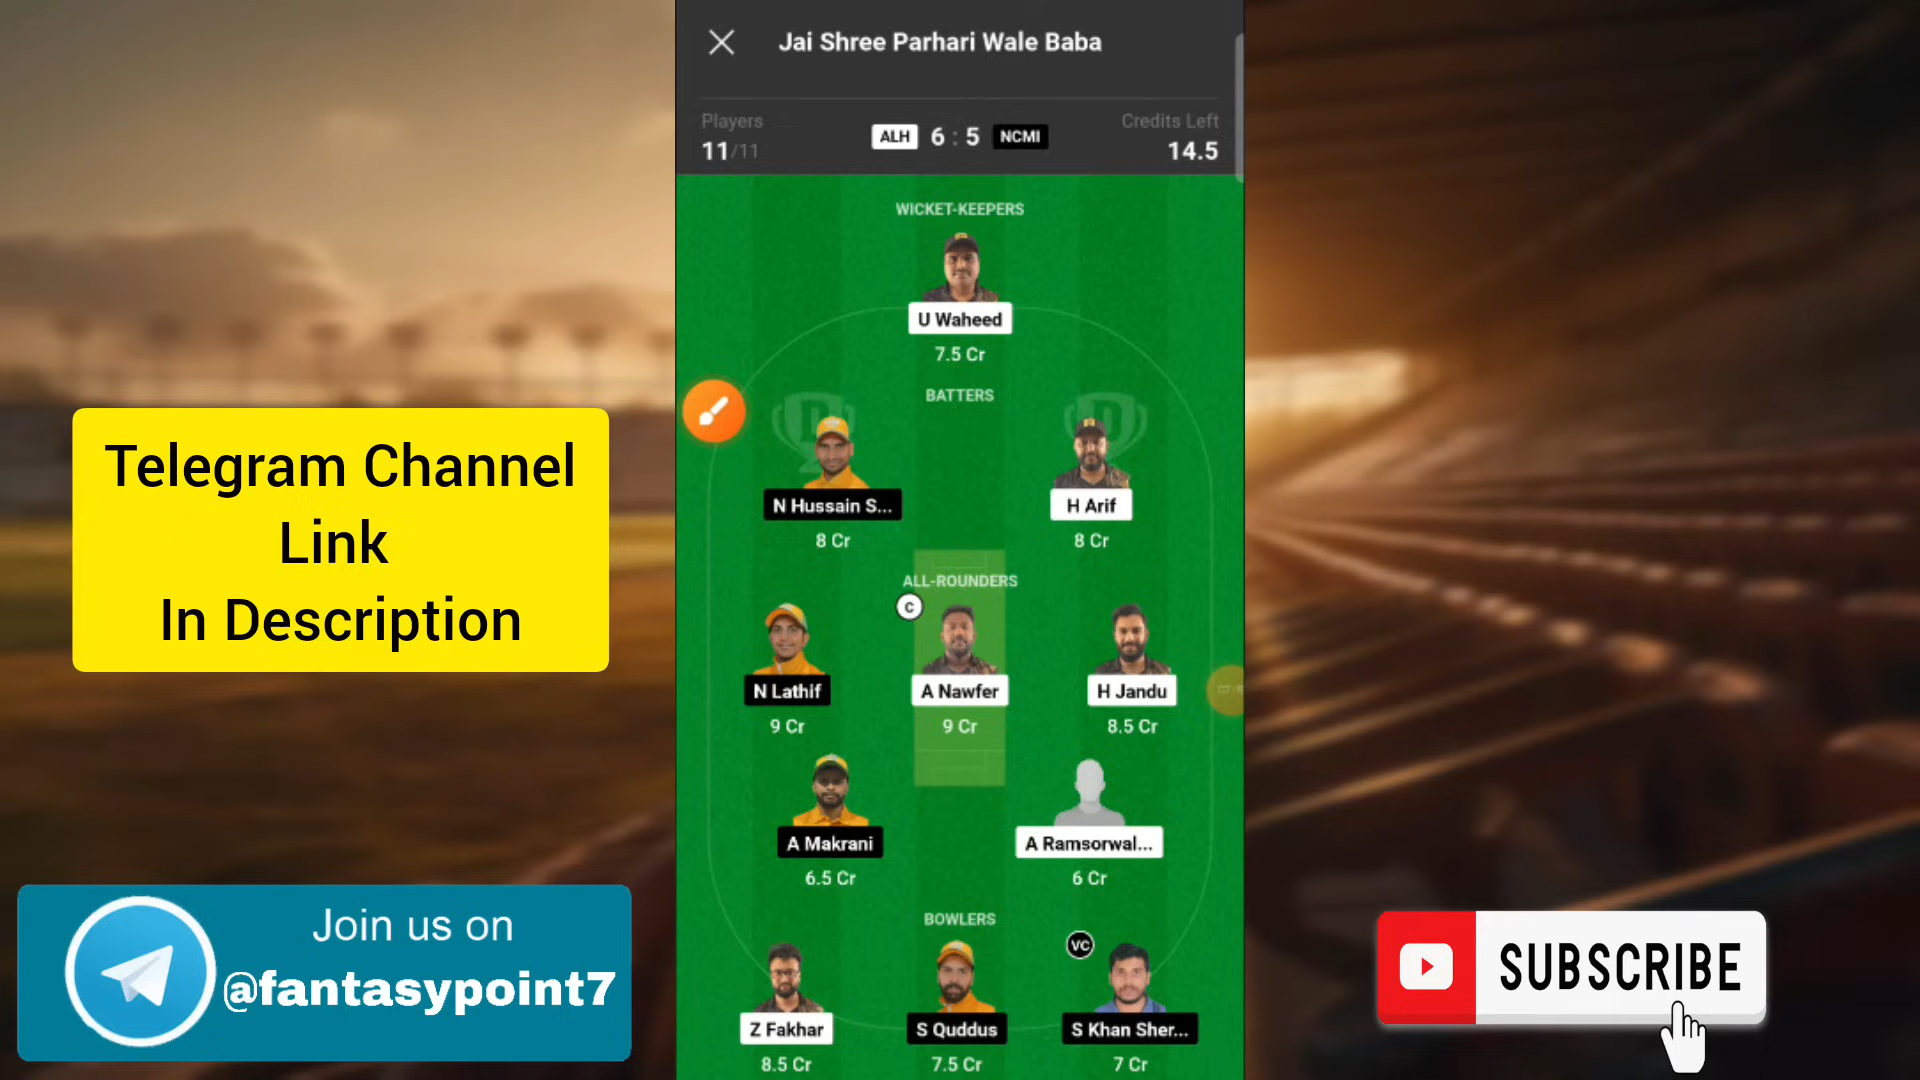 Jai Shree Parhari Wale Baba
Players
Credits Left
11/11
ALH 6 : 5 NCMI
14.5
WICKET-KEEPERS
U Waheed
7.5 Cr
BATTERS
N Hussain S... H Arif
8 Cr 8 Cr
ALL-ROUNDERS
C
N Lathif A Nawfer H Jandu
9 Cr 9 Cr 8.5 Cr
A Makrani A Ramsorwal...
6.5 Cr 6 Cr
BOWLERS
VC
Z Fakhar S Quddus S Khan Sher...
8.5 Cr 7.5 Cr 7 Cr
Telegram Channel
Link
In Description
Join us on
@fantasypoint7
SUBSCRIBE